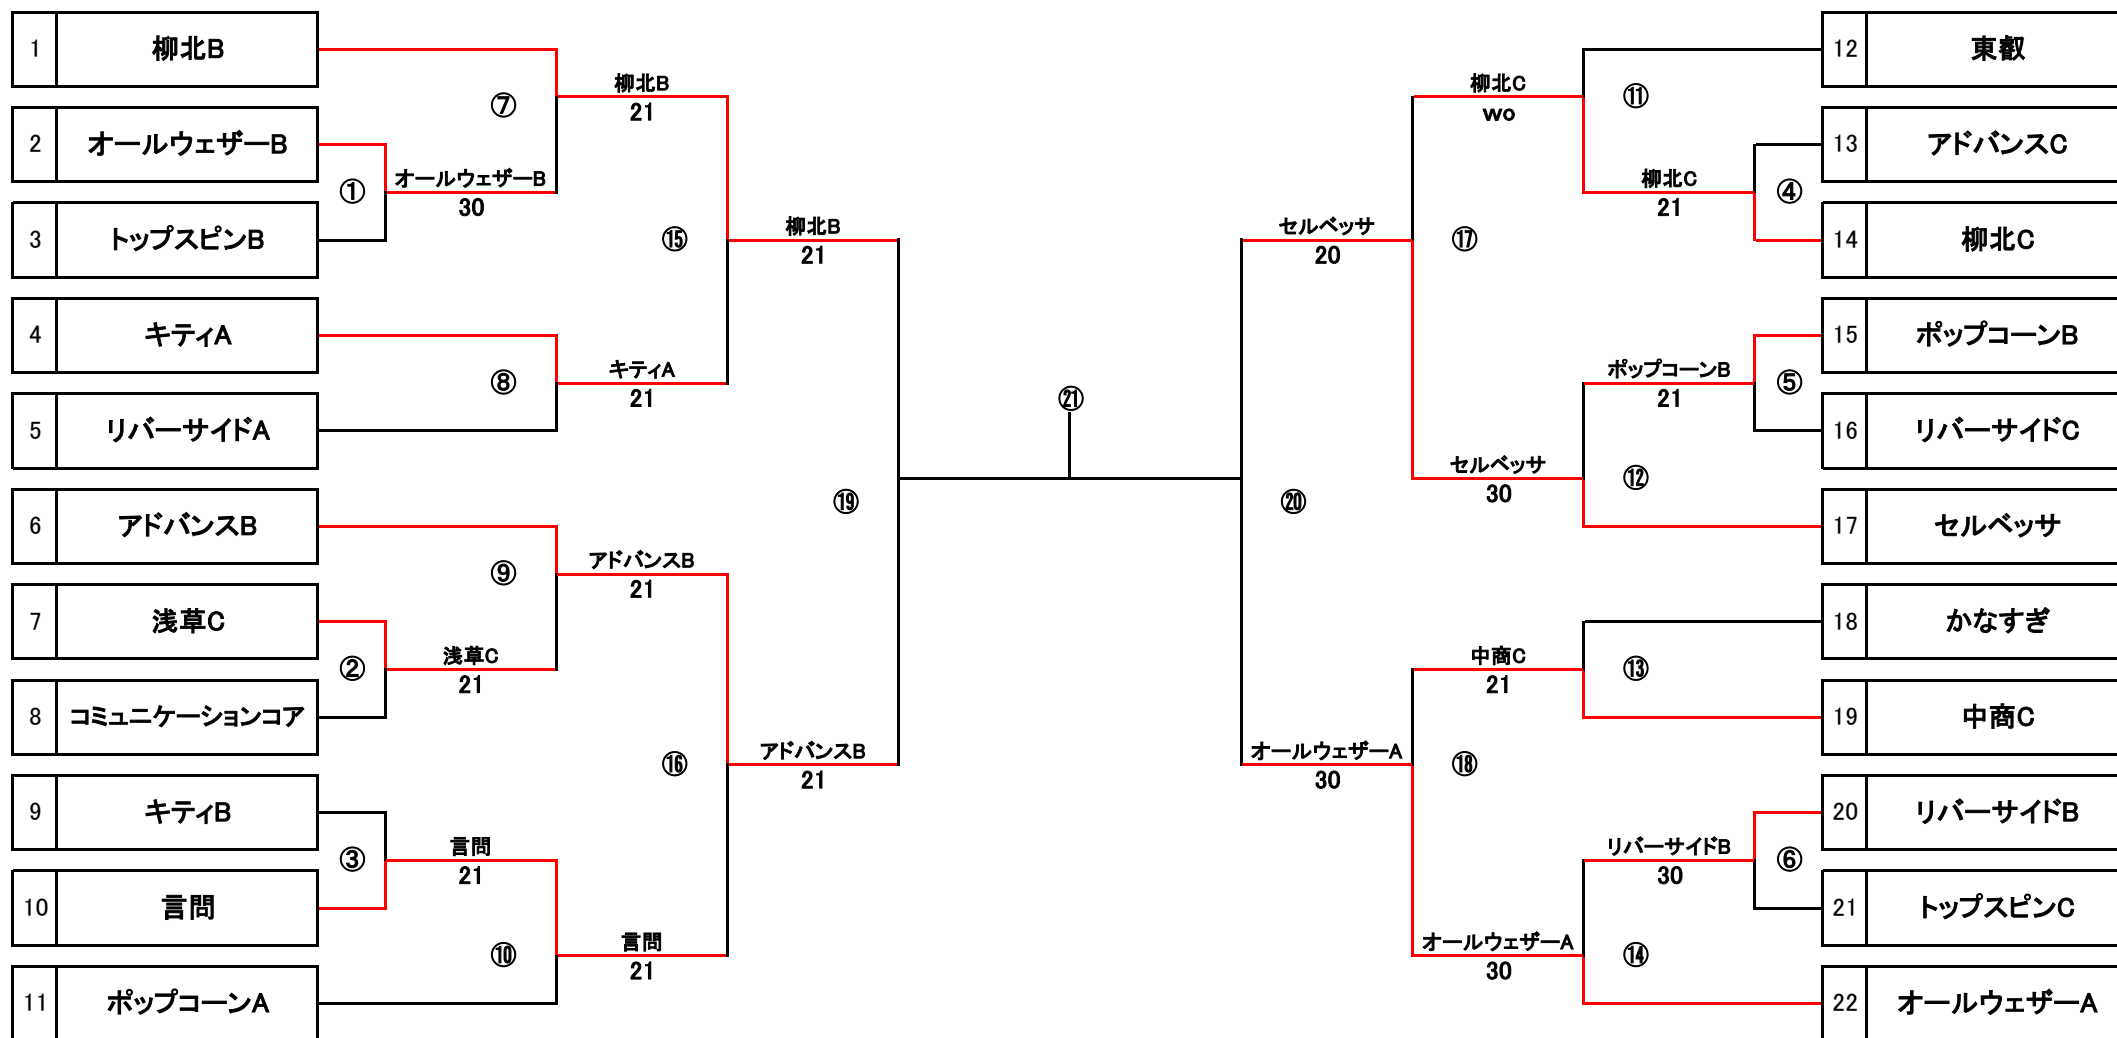 1 柳北B
2 オールウェザーB
3 トップスピンB
4 キティA
5 リバーサイドA
6 アドバンスB
7 浅草C
8 コミュニケーションコア
9 キティB
10 言問
11 ポップコーンA
①
オールウェザーB
30
②
浅草C
21
③
言問
21
⑦
柳北B
21
⑧
キティA
21
⑨
アドバンスB
21
⑩
言問
21
⑮
柳北B
21
⑯
アドバンスB
21
⑲
㉑
⑳
セルベッサ
20
オールウェザーA
30
⑰
柳北C
wo
セルベッサ
30
⑱
中商C
21
オールウェザーA
30
⑪
柳北C
21
⑫
ポップコーンB
21
⑬
⑭
リバーサイドB
30
④
⑤
⑥
12 東叡
13 アドバンスC
14 柳北C
15 ポップコーンB
16 リバーサイドC
17 セルベッサ
18 かなすぎ
19 中商C
20 リバーサイドB
21 トップスピンC
22 オールウェザーA